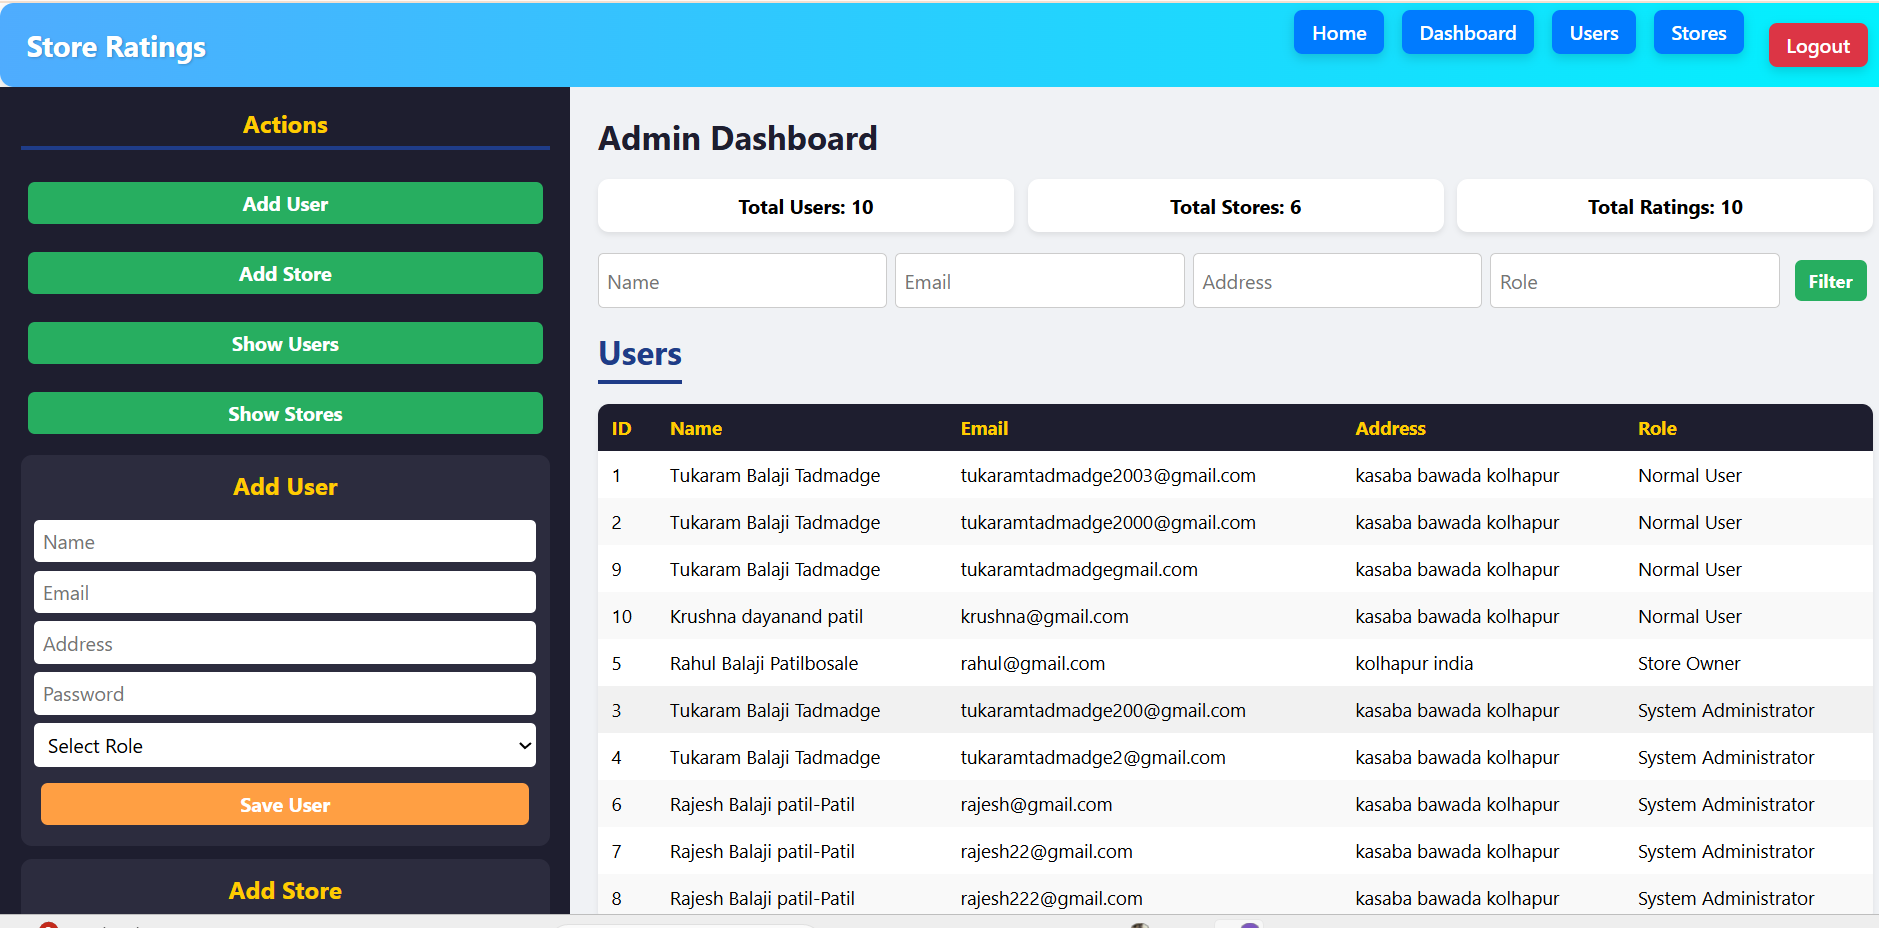 Store Ratings
Home Dashboard Users Stores Logout
Actions
Add User
Add Store
Show Users
Show Stores
Add User
Name
Email
Address
Password
Select Role
Save User
Add Store
Admin Dashboard
Total Users: 10 Total Stores: 6 Total Ratings: 10
Name Email Address Role Filter
Users
ID Name Email Address Role
1 Tukaram Balaji Tadmadge tukaramtadmadge2003@gmail.com kasaba bawada kolhapur Normal User
2 Tukaram Balaji Tadmadge tukaramtadmadge2000@gmail.com kasaba bawada kolhapur Normal User
9 Tukaram Balaji Tadmadge tukaramtadmadgegmail.com kasaba bawada kolhapur Normal User
10 Krushna dayanand patil krushna@gmail.com kasaba bawada kolhapur Normal User
5 Rahul Balaji Patilbosale rahul@gmail.com kolhapur india Store Owner
3 Tukaram Balaji Tadmadge tukaramtadmadge200@gmail.com kasaba bawada kolhapur System Administrator
4 Tukaram Balaji Tadmadge tukaramtadmadge2@gmail.com kasaba bawada kolhapur System Administrator
6 Rajesh Balaji patil-Patil rajesh@gmail.com kasaba bawada kolhapur System Administrator
7 Rajesh Balaji patil-Patil rajesh22@gmail.com kasaba bawada kolhapur System Administrator
8 Rajesh Balaji patil-Patil rajesh222@gmail.com kasaba bawada kolhapur System Administrator